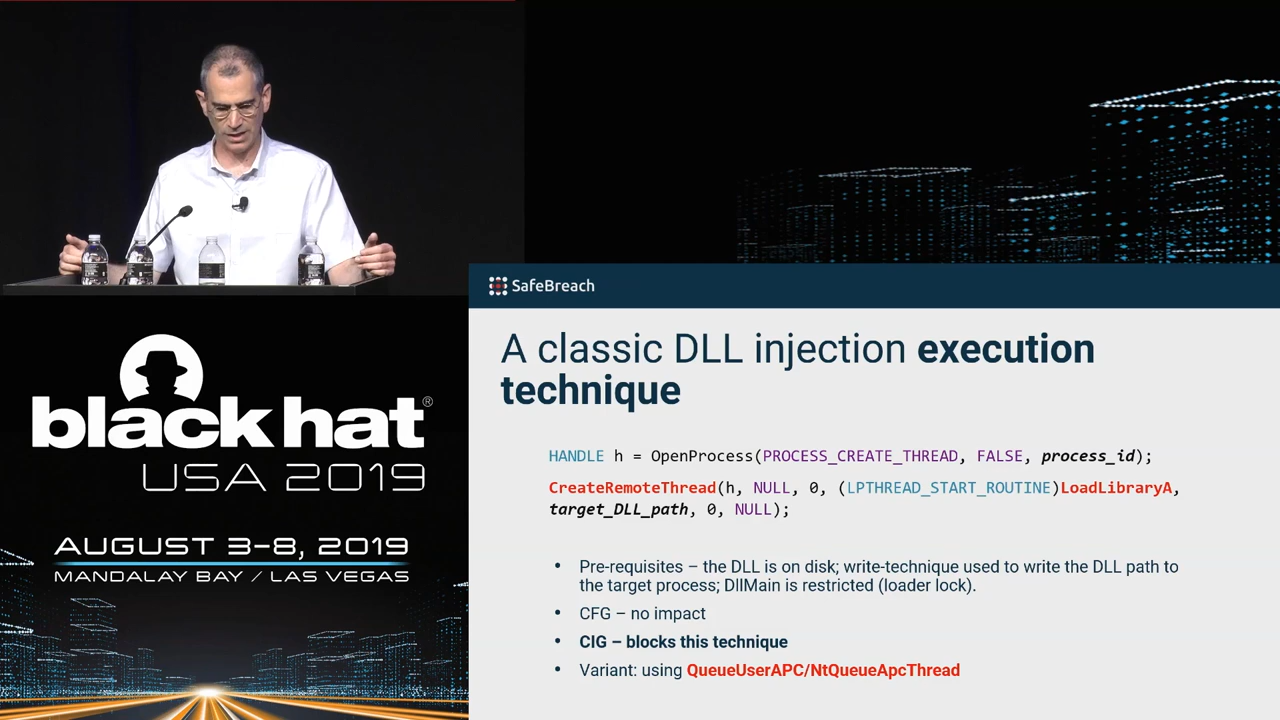 black hat®
USA 2019
AUGUST 3-8, 2019
MANDALAY BAY / LAS VEGAS
SafeBreach
A classic DLL injection execution
technique
HANDLE h = OpenProcess(PROCESS_CREATE_THREAD, FALSE, process_id);
CreateRemoteThread(h, NULL, 0, (LPTHREAD_START_ROUTINE)LoadLibraryA,
target_DLL_path, 0, NULL);
• Pre-requisites – the DLL is on disk; write-technique used to write the DLL path to
the target process; DllMain is restricted (loader lock).
• CFG – no impact
• CIG – blocks this technique
• Variant: using QueueUserAPC/NtQueueApcThread